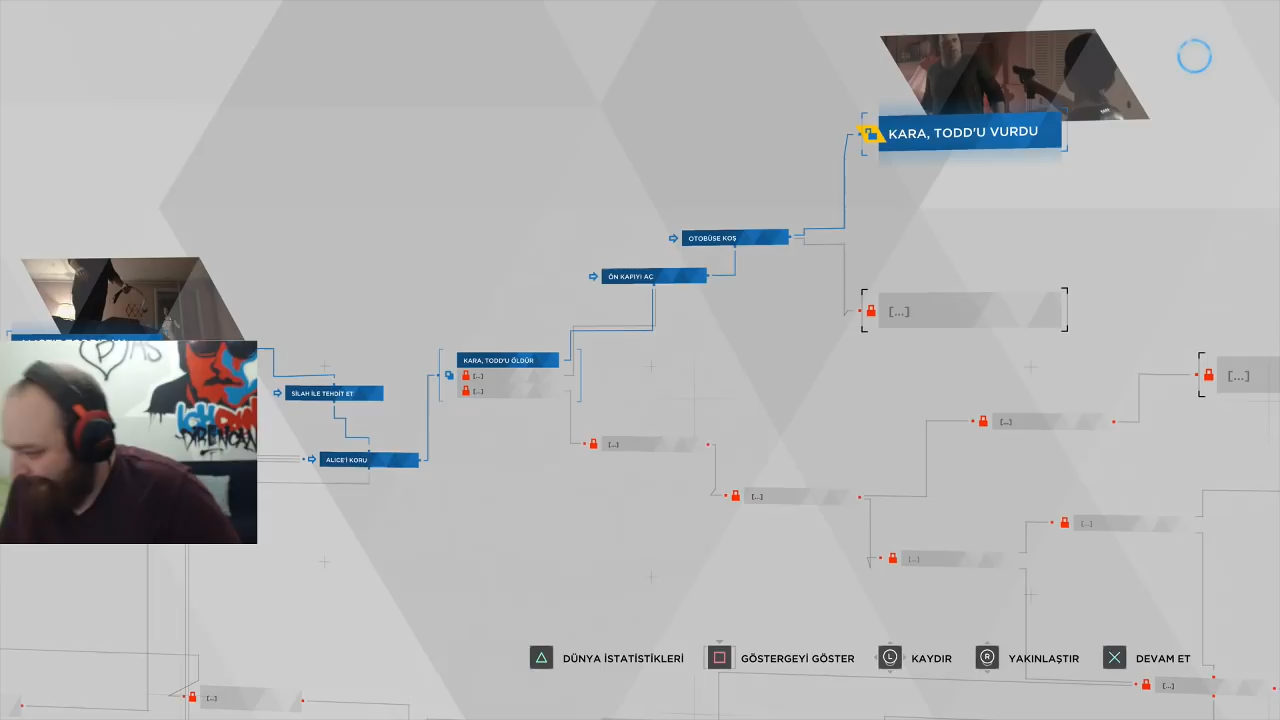 KARA, TODD'U VURDU
OTOBÜSE KOŞ
ÖN KAPIYI AÇ
[...]
KARA, TODD'U ÖLDÜR
[...]
[...]
[...]
SİLAH İLE TEHDİT ET
[...]
[...]
ALICE'İ KORU
[...]
[...]
[...]
DÜNYA İSTATİSTİKLERİ
GÖSTERGEYİ GÖSTER
L
KAYDIR
R
YAKINLAŞTIR
DEVAM ET
[...]
[...]